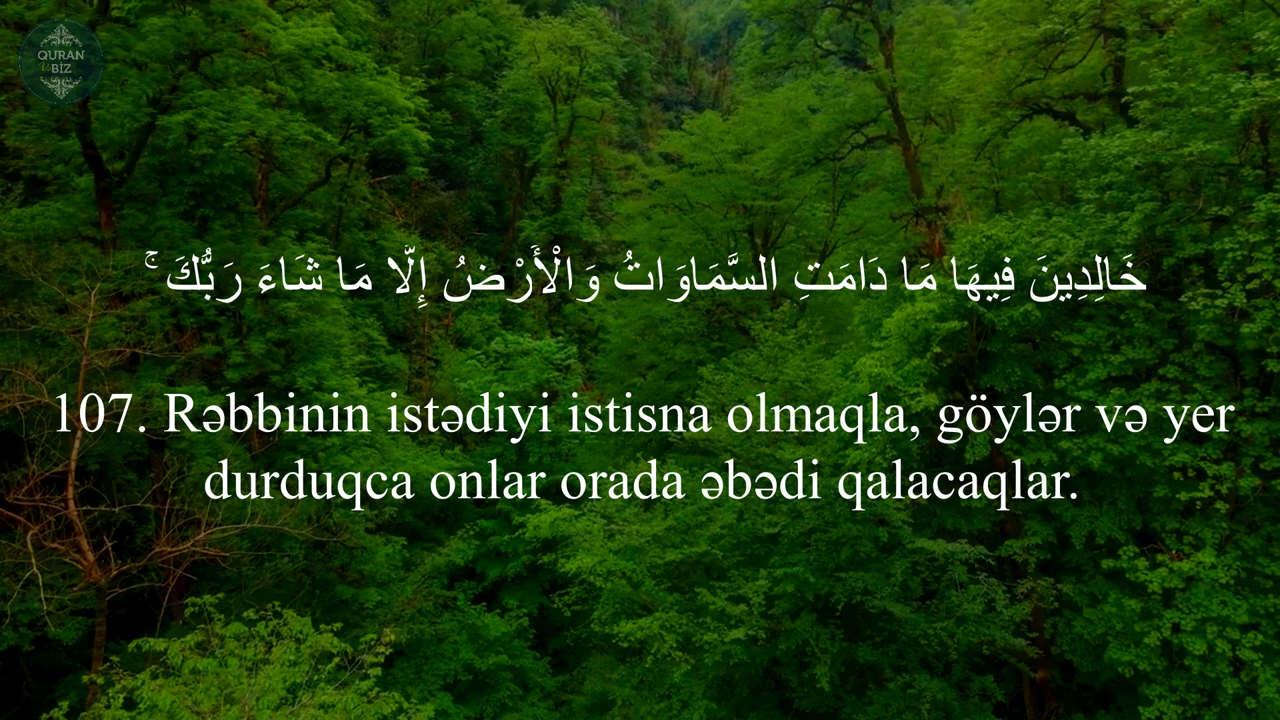 QURAN
Və
BİZ
خَالِدِينَ فِيهَا مَا دَامَتِ السَّمَاوَاتُ وَالْأَرْضُ إِلَّا مَا شَاءَ رَبُّكَ ۚ
107. Rəbbinin istədiyi istisna olmaqla, göylər və yer
durduqca onlar orada əbədi qalacaqlar.